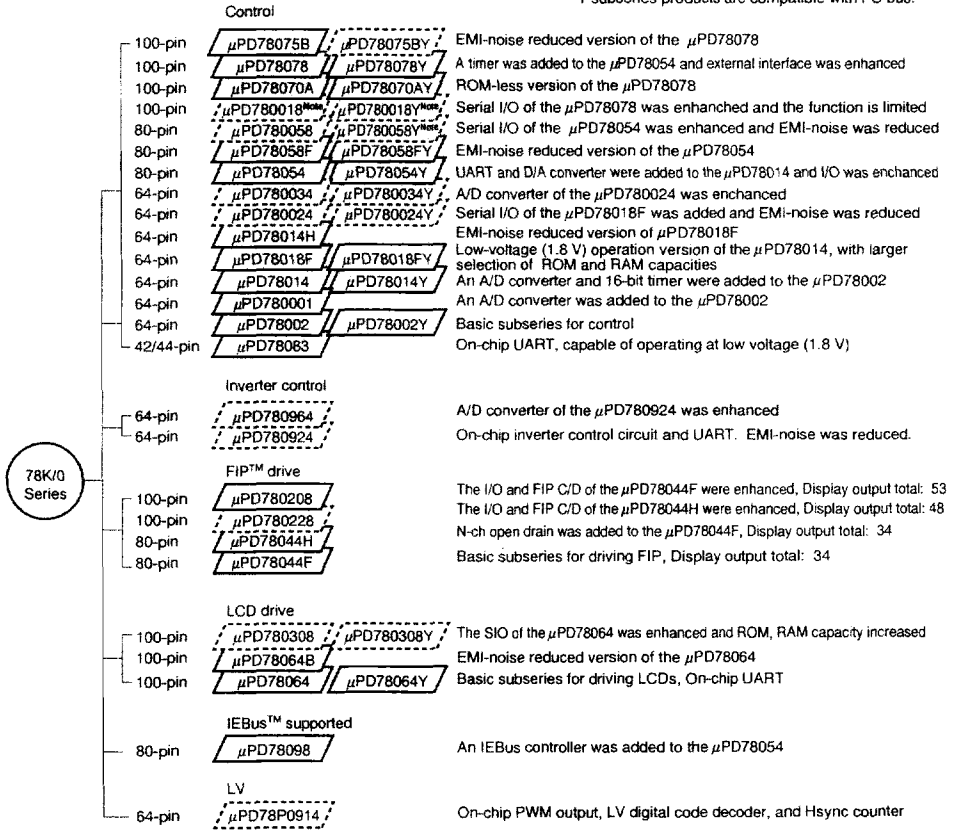 Y subseries products are compatible with I²C bus.
Control
100-pin μPD78075B μPD78075BY EMI-noise reduced version of the μPD78078
100-pin μPD78078 μPD78078Y A timer was added to the μPD78054 and external interface was enhanced
100-pin μPD78070A μPD78070AY ROM-less version of the μPD78078
100-pin μPD780018Note μPD780018YNote Serial I/O of the μPD78078 was enhanched and the function is limited
80-pin μPD780058 μPD780058YNote Serial I/O of the μPD78054 was enhanced and EMI-noise was reduced
80-pin μPD78058F μPD78058FY EMI-noise reduced version of the μPD78054
80-pin μPD78054 μPD78054Y UART and D/A converter were added to the μPD78014 and I/O was enchanced
64-pin μPD780034 μPD780034Y A/D converter of the μPD780024 was enchanced
64-pin μPD780024 μPD780024Y Serial I/O of the μPD78018F was added and EMI-noise was reduced
64-pin μPD78014H EMI-noise reduced version of μPD78018F
64-pin μPD78018F μPD78018FY Low-voltage (1.8 V) operation version of the μPD78014, with larger
selection of ROM and RAM capacities
64-pin μPD78014 μPD78014Y An A/D converter and 16-bit timer were added to the μPD78002
64-pin μPD780001 An A/D converter was added to the μPD78002
64-pin μPD78002 μPD78002Y Basic subseries for control
42/44-pin μPD78083 On-chip UART, capable of operating at low voltage (1.8 V)
Inverter control
64-pin μPD780964 A/D converter of the μPD780924 was enhanced
64-pin μPD780924 On-chip inverter control circuit and UART. EMI-noise was reduced.
78K/0
Series
FIP™ drive
100-pin μPD780208 The I/O and FIP C/D of the μPD78044F were enhanced, Display output total: 53
100-pin μPD780228 The I/O and FIP C/D of the μPD78044H were enhanced, Display output total: 48
80-pin μPD78044H N-ch open drain was added to the μPD78044F, Display output total: 34
80-pin μPD78044F Basic subseries for driving FIP, Display output total: 34
LCD drive
100-pin μPD780308 μPD780308Y The SIO of the μPD78064 was enhanced and ROM, RAM capacity increased
100-pin μPD78064B EMI-noise reduced version of the μPD78064
100-pin μPD78064 μPD78064Y Basic subseries for driving LCDs, On-chip UART
IEBus™ supported
80-pin μPD78098 An IEBus controller was added to the μPD78054
LV
64-pin μPD78P0914 On-chip PWM output, LV digital code decoder, and Hsync counter